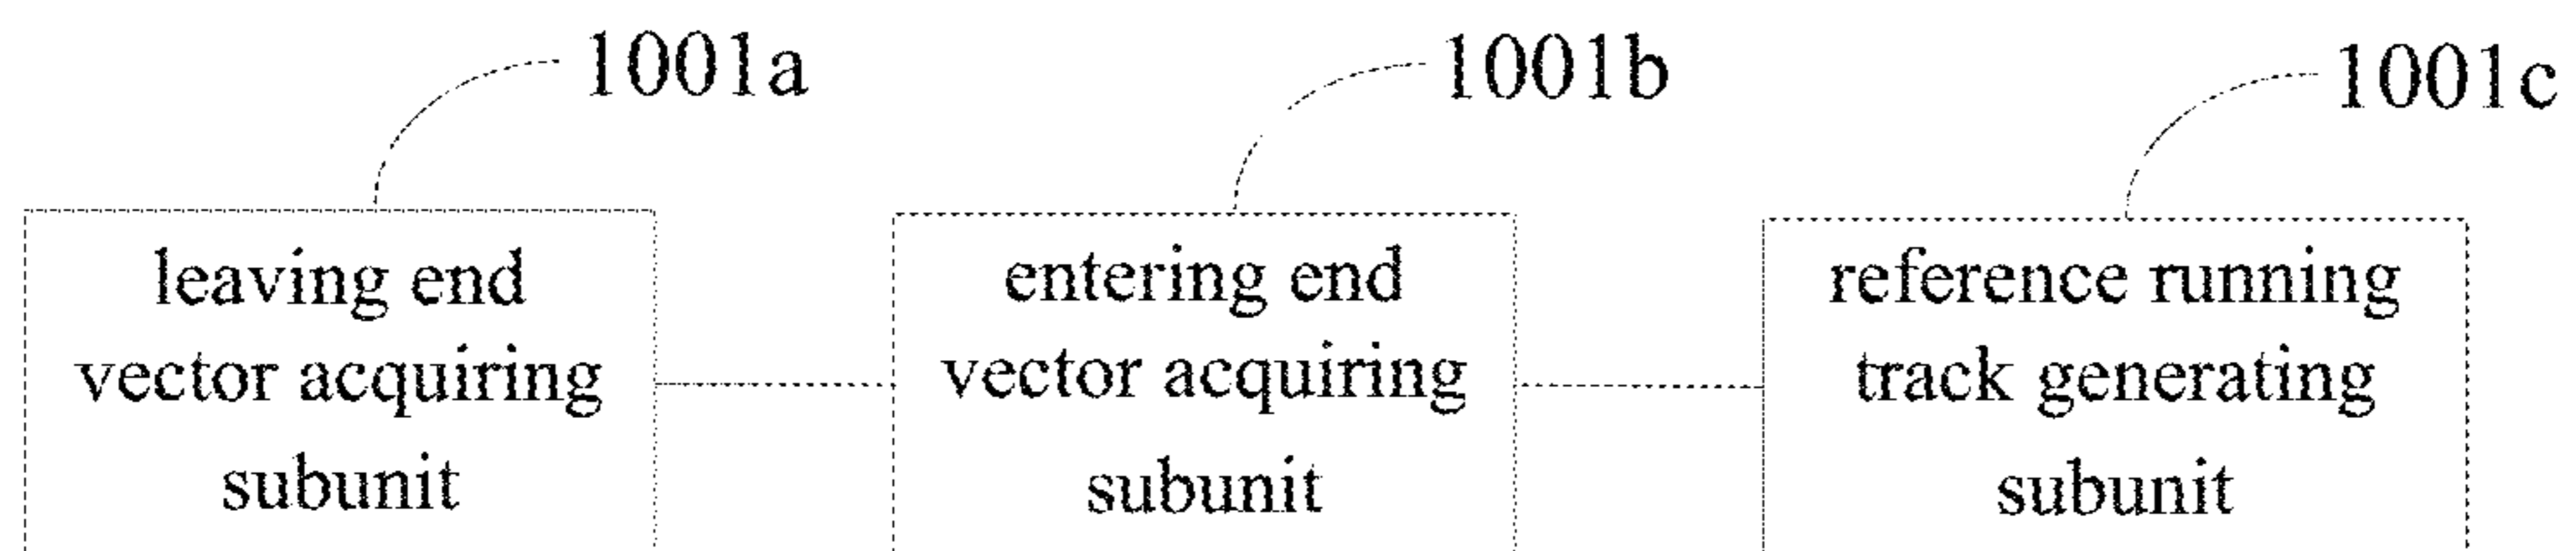 1001a
1001b
1001c
leaving end
vector acquiring
subunit
entering end
vector acquiring
subunit
reference running
track generating
subunit